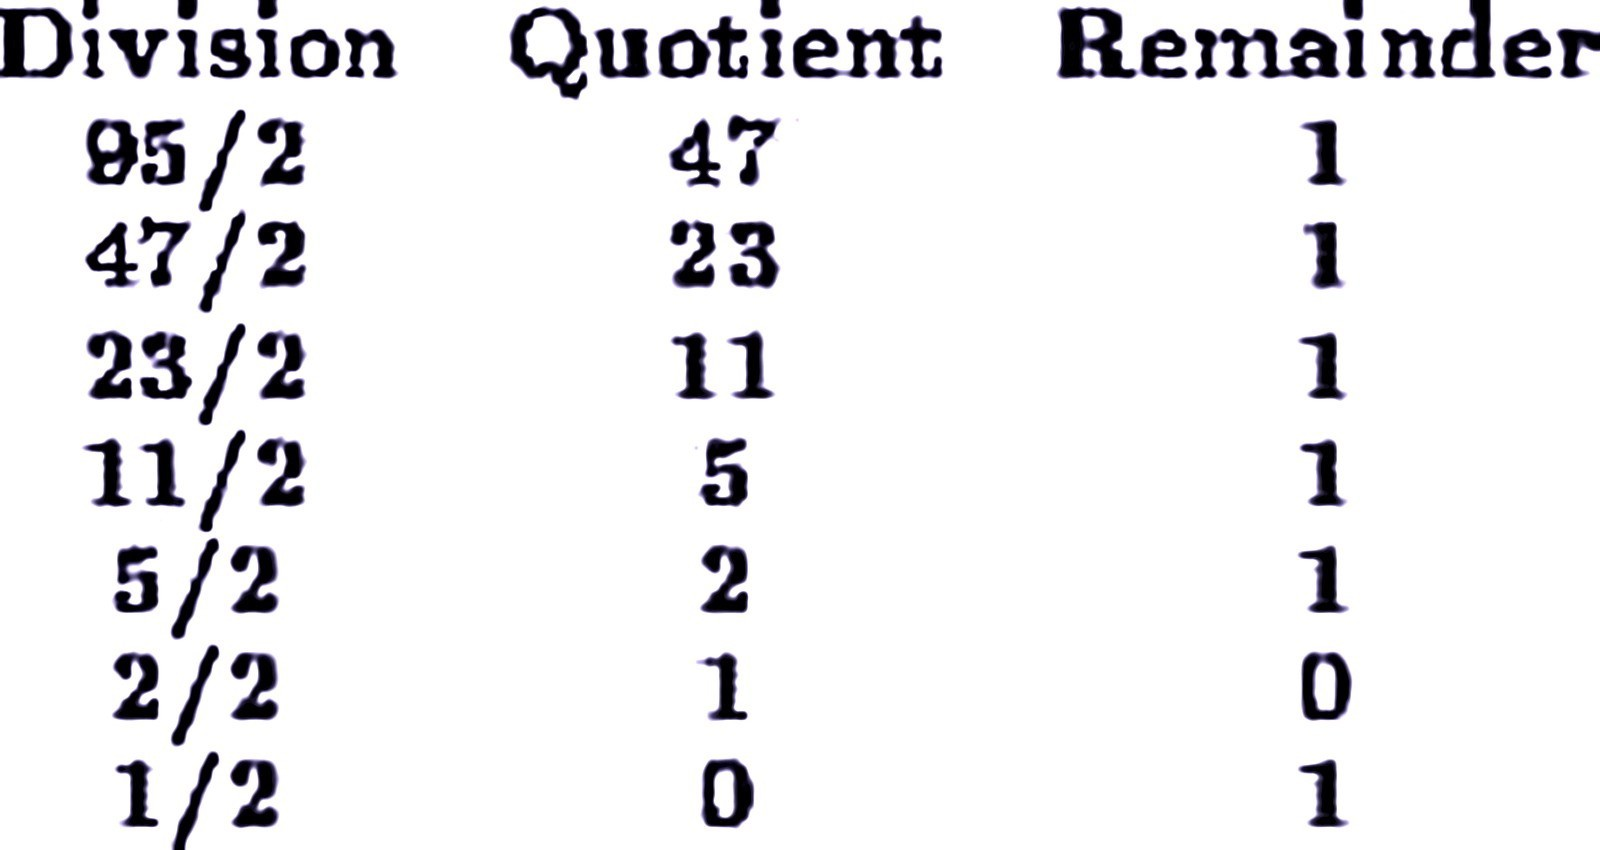 Division Quotient Remainder
95/2 47 1
47/2 23 1
23/2 11 1
11/2 5 1
5/2 2 1
2/2 1 0
1/2 0 1